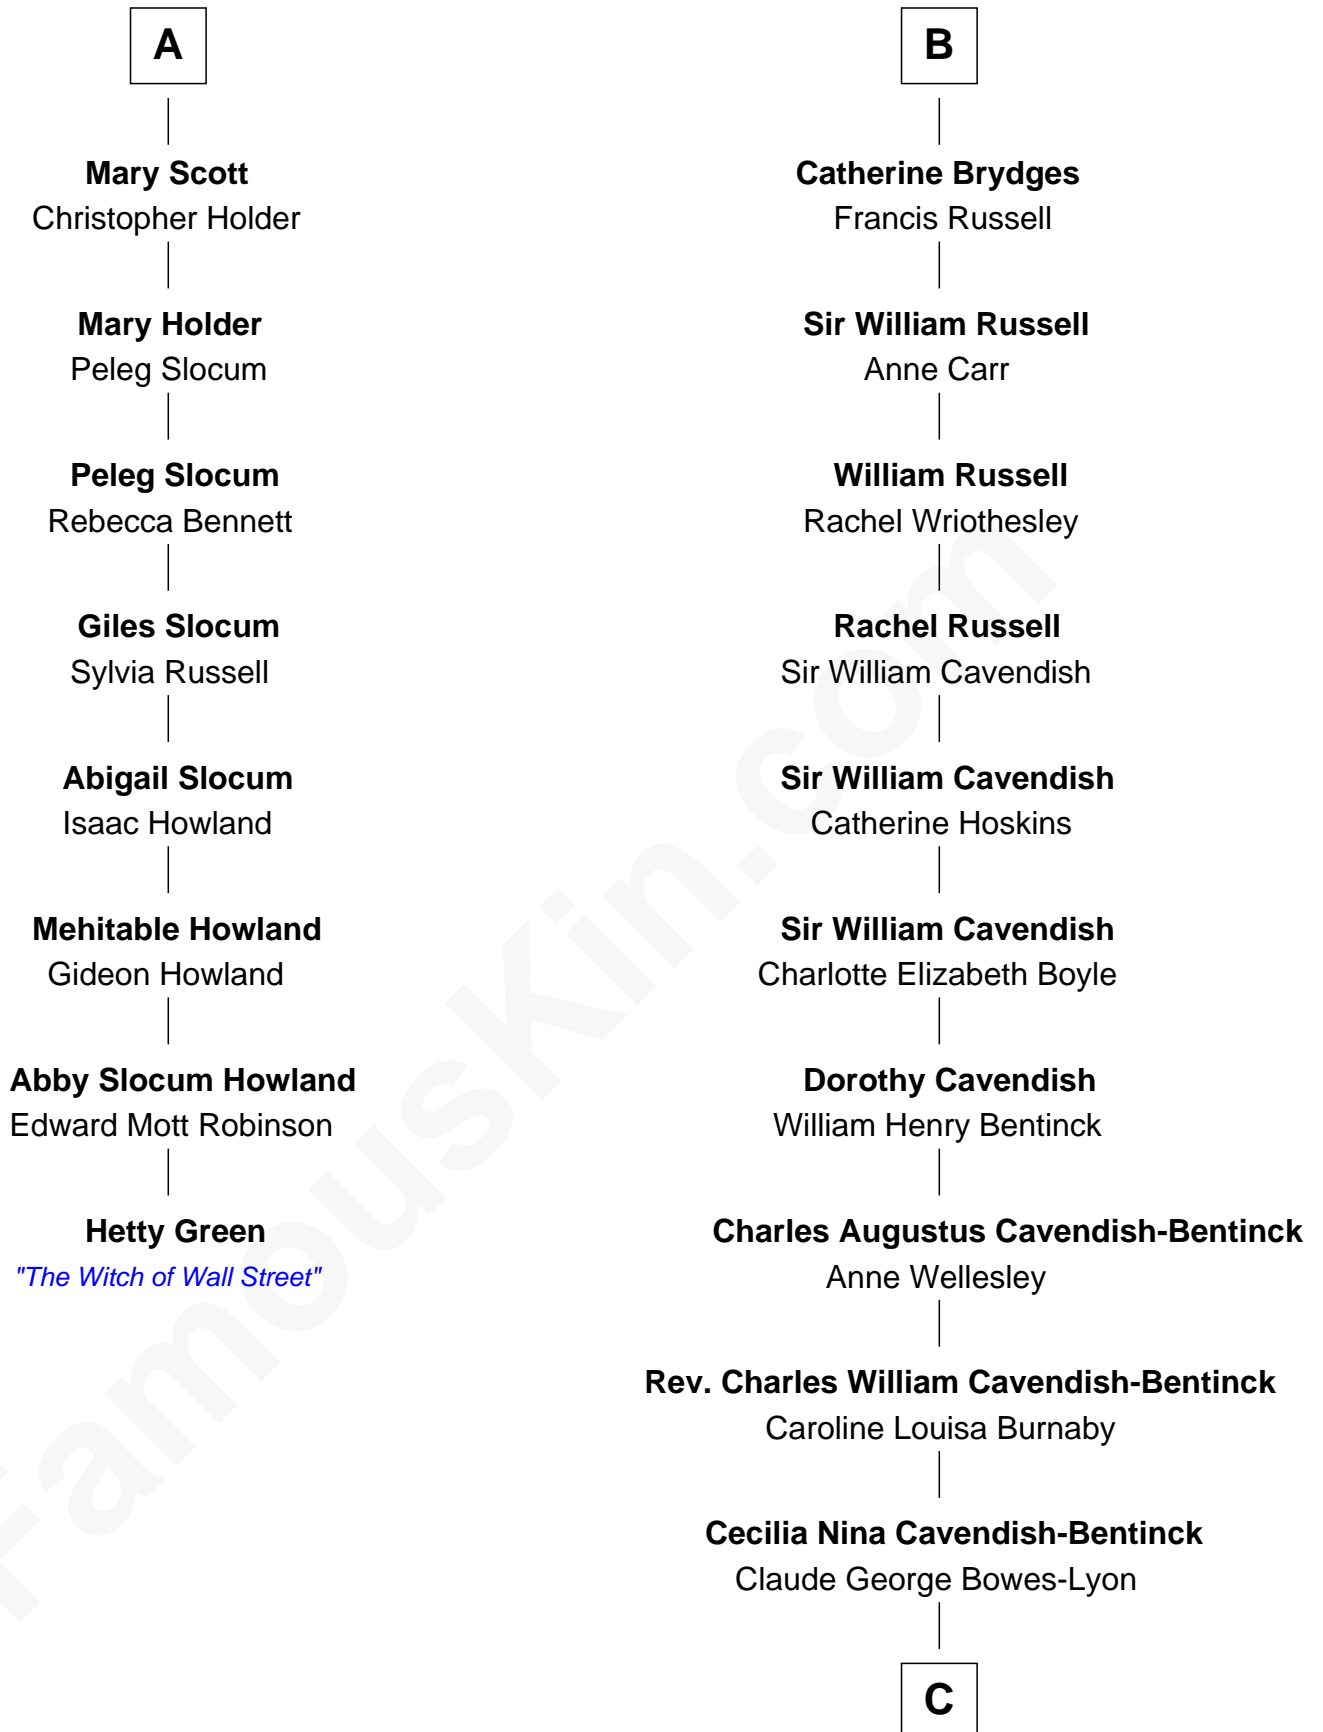 A
Mary Scott
Christopher Holder
Mary Holder
Peleg Slocum
Peleg Slocum
Rebecca Bennett
Giles Slocum
Sylvia Russell
Abigail Slocum
Isaac Howland
Mehitable Howland
Gideon Howland
Abby Slocum Howland
Edward Mott Robinson
Hetty Green
"The Witch of Wall Street"
B
Catherine Brydges
Francis Russell
Sir William Russell
Anne Carr
William Russell
Rachel Wriothesley
Rachel Russell
Sir William Cavendish
Sir William Cavendish
Catherine Hoskins
Sir William Cavendish
Charlotte Elizabeth Boyle
Dorothy Cavendish
William Henry Bentinck
Charles Augustus Cavendish-Bentinck
Anne Wellesley
Rev. Charles William Cavendish-Bentinck
Caroline Louisa Burnaby
Cecilia Nina Cavendish-Bentinck
Claude George Bowes-Lyon
C
FamousKin.com